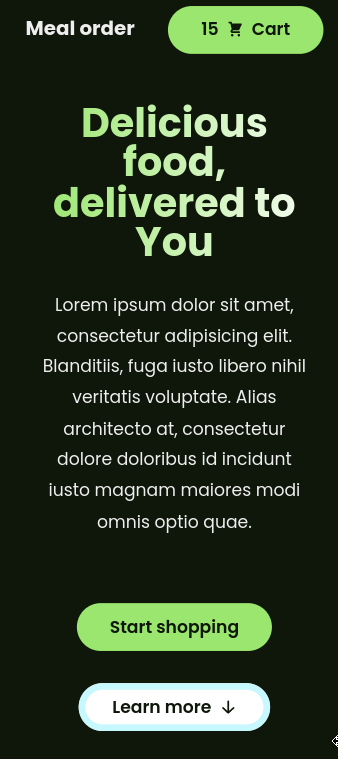 Meal order
15 Cart
Delicious
food,
delivered to
You
Lorem ipsum dolor sit amet,
consectetur adipisicing elit.
Blanditiis, fuga iusto libero nihil
veritatis voluptate. Alias
architecto at, consectetur
dolore doloribus id incidunt
iusto magnam maiores modi
omnis optio quae.
Start shopping
Learn more ↓